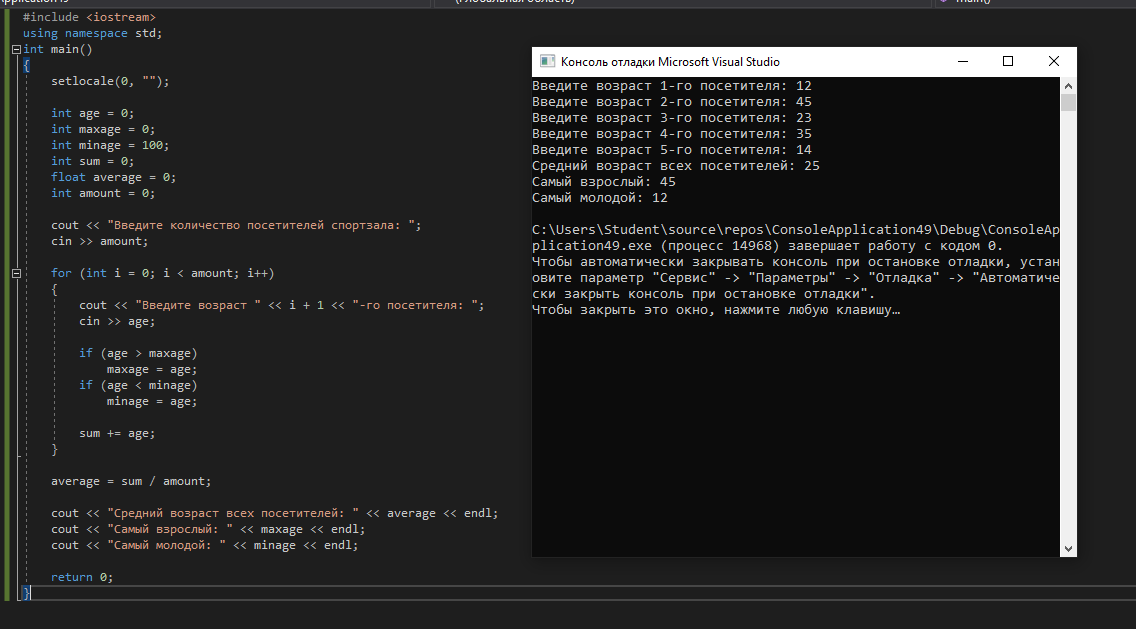 #include <iostream>
using namespace std;
int main()
{
setlocale(0, "");
int age = 0;
int maxage = 0;
int minage = 100;
int sum = 0;
float average = 0;
int amount = 0;
cout << "Введите количество посетителей спортзала: ";
cin >> amount;
for (int i = 0; i < amount; i++)
{
cout << "Введите возраст " << i + 1 << "-го посетителя: ";
cin >> age;
if (age > maxage)
maxage = age;
if (age < minage)
minage = age;
sum += age;
}
average = sum / amount;
cout << "Средний возраст всех посетителей: " << average << endl;
cout << "Самый взрослый: " << maxage << endl;
cout << "Самый молодой: " << minage << endl;
return 0;
}
Консоль отладки Microsoft Visual Studio
Введите возраст 1-го посетителя: 12
Введите возраст 2-го посетителя: 45
Введите возраст 3-го посетителя: 23
Введите возраст 4-го посетителя: 35
Введите возраст 5-го посетителя: 14
Средний возраст всех посетителей: 25
Самый взрослый: 45
Самый молодой: 12
C:\Users\Student\source\repos\ConsoleApplication49\Debug\ConsoleAp
plication49.exe (процесс 14968) завершает работу с кодом 0.
Чтобы автоматически закрывать консоль при остановке отладки, устан
овите параметр "Сервис" -> "Параметры" -> "Отладка" -> "Автоматиче
ски закрыть консоль при остановке отладки".
Чтобы закрыть это окно, нажмите любую клавишу…